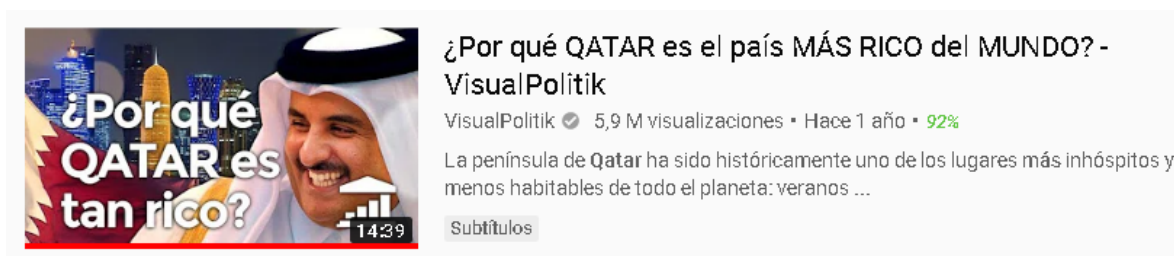 ¿Por qué
QATAR es
tan rico?
14:39
¿Por qué QATAR es el país MÁS RICO del MUNDO? -
VisualPolitik
VisualPolitik 5,9 M visualizaciones • Hace 1 año • 92%
La península de Qatar ha sido históricamente uno de los lugares más inhóspitos y
menos habitables de todo el planeta: veranos ...
Subtítulos